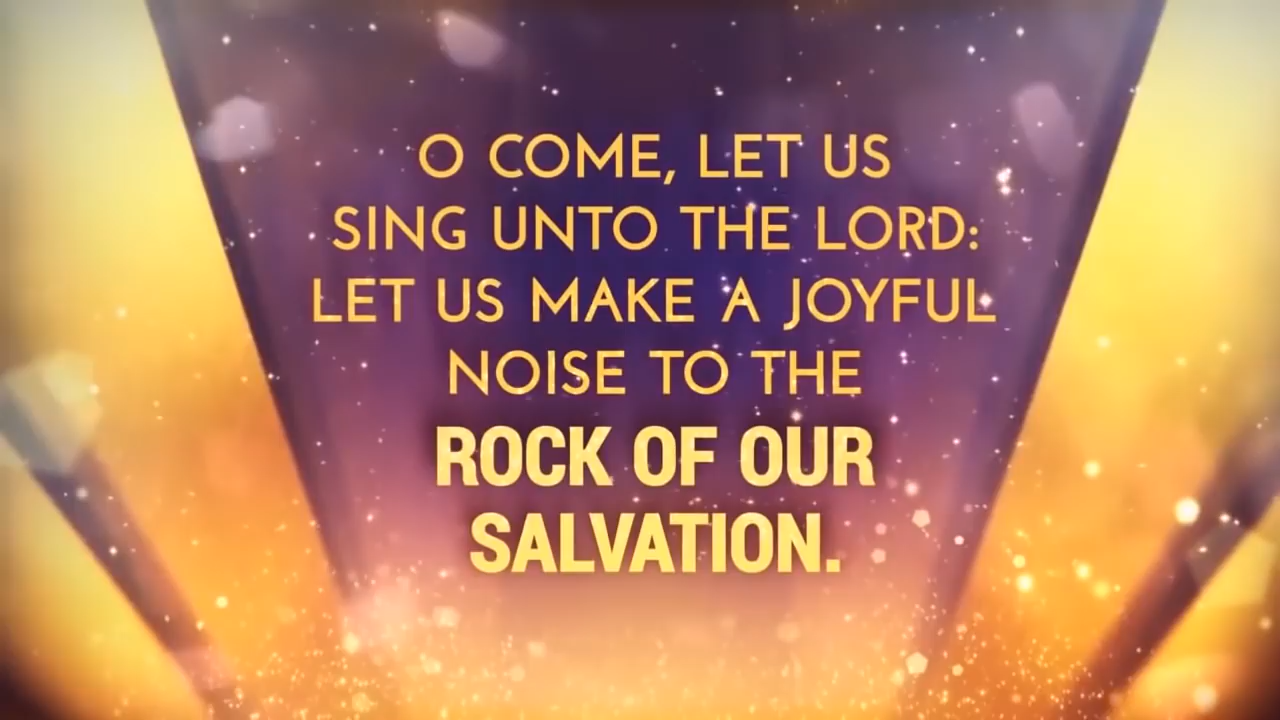 O COME, LET US
SING UNTO THE LORD:
LET US MAKE A JOYFUL
NOISE TO THE
ROCK OF OUR
SALVATION.